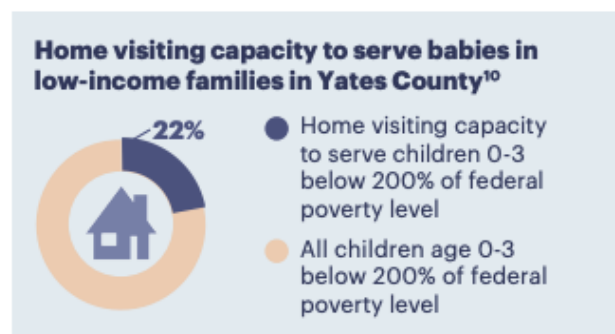 Home visiting capacity to serve babies in
low-income families in Yates County¹⁰
22%
Home visiting capacity
to serve children 0-3
below 200% of federal
poverty level
All children age 0-3
below 200% of federal
poverty level